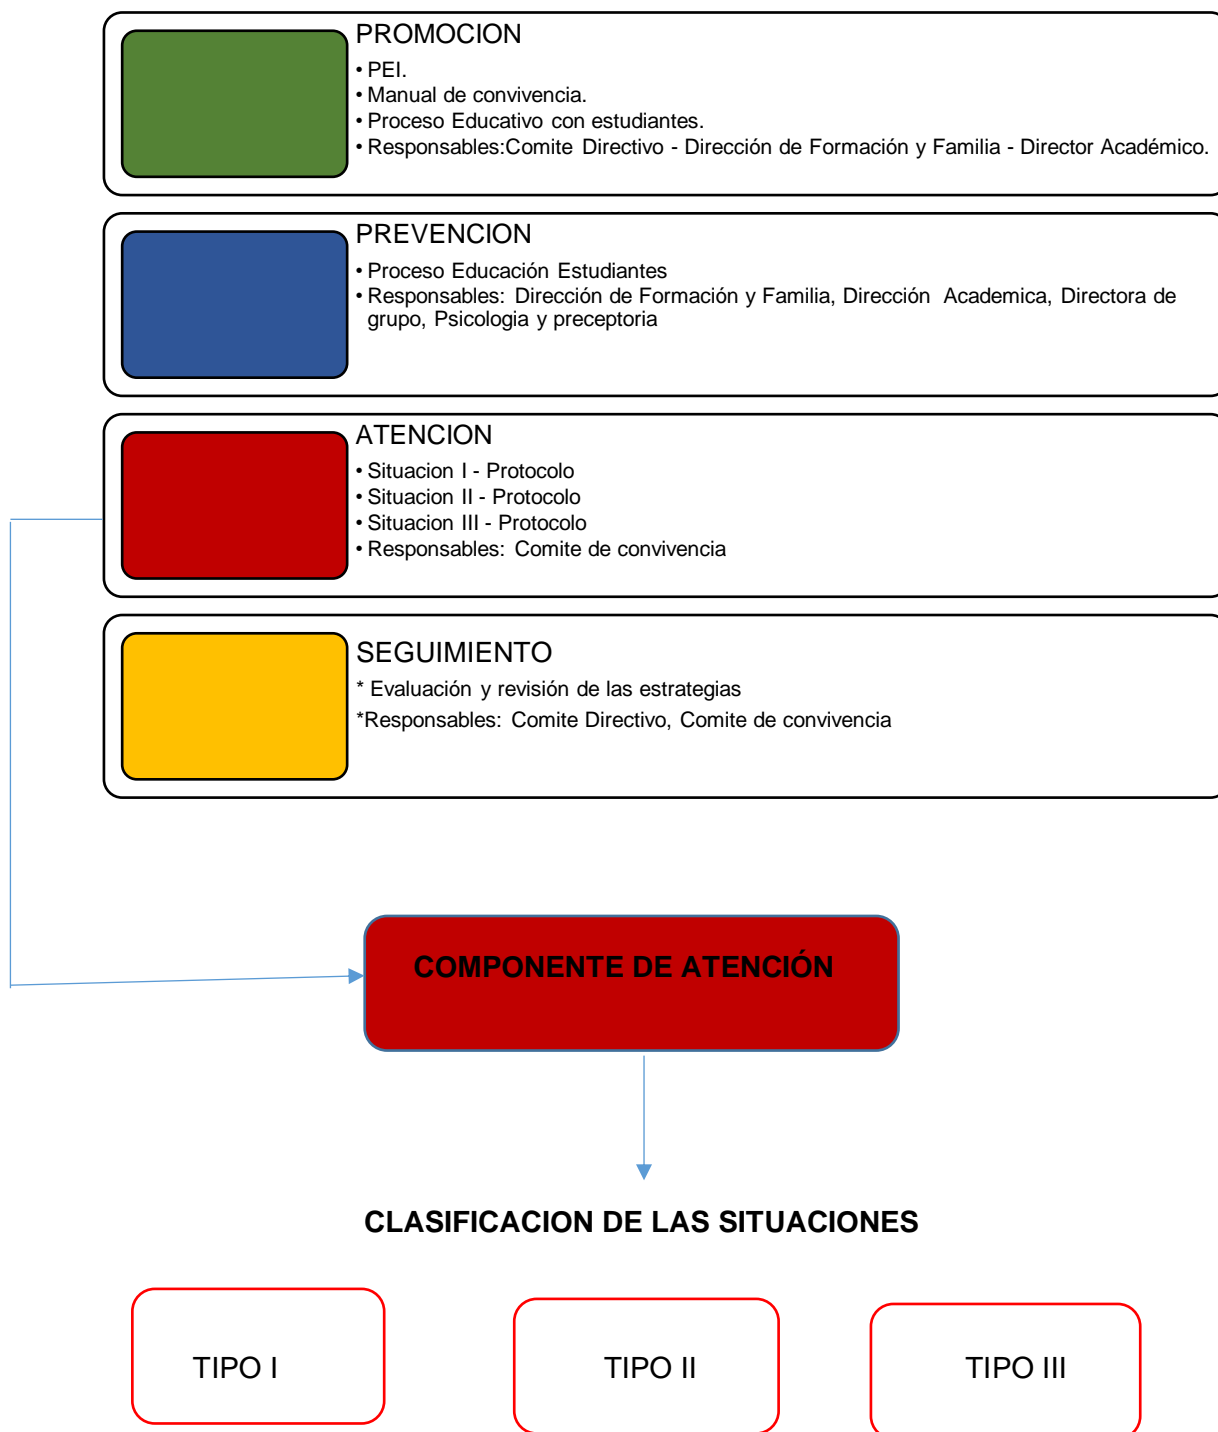 PROMOCION
• PEI.
• Manual de convivencia.
• Proceso Educativo con estudiantes.
• Responsables:Comite Directivo - Dirección de Formación y Familia - Director Académico.
PREVENCION
• Proceso Educación Estudiantes
• Responsables: Dirección de Formación y Familia, Dirección Academica, Directora de
grupo, Psicologia y preceptoria
ATENCION
• Situacion I - Protocolo
• Situacion II - Protocolo
• Situacion III - Protocolo
• Responsables: Comite de convivencia
SEGUIMIENTO
* Evaluación y revisión de las estrategias
*Responsables: Comite Directivo, Comite de convivencia
COMPONENTE DE ATENCIÓN
CLASIFICACION DE LAS SITUACIONES
TIPO I
TIPO II
TIPO III